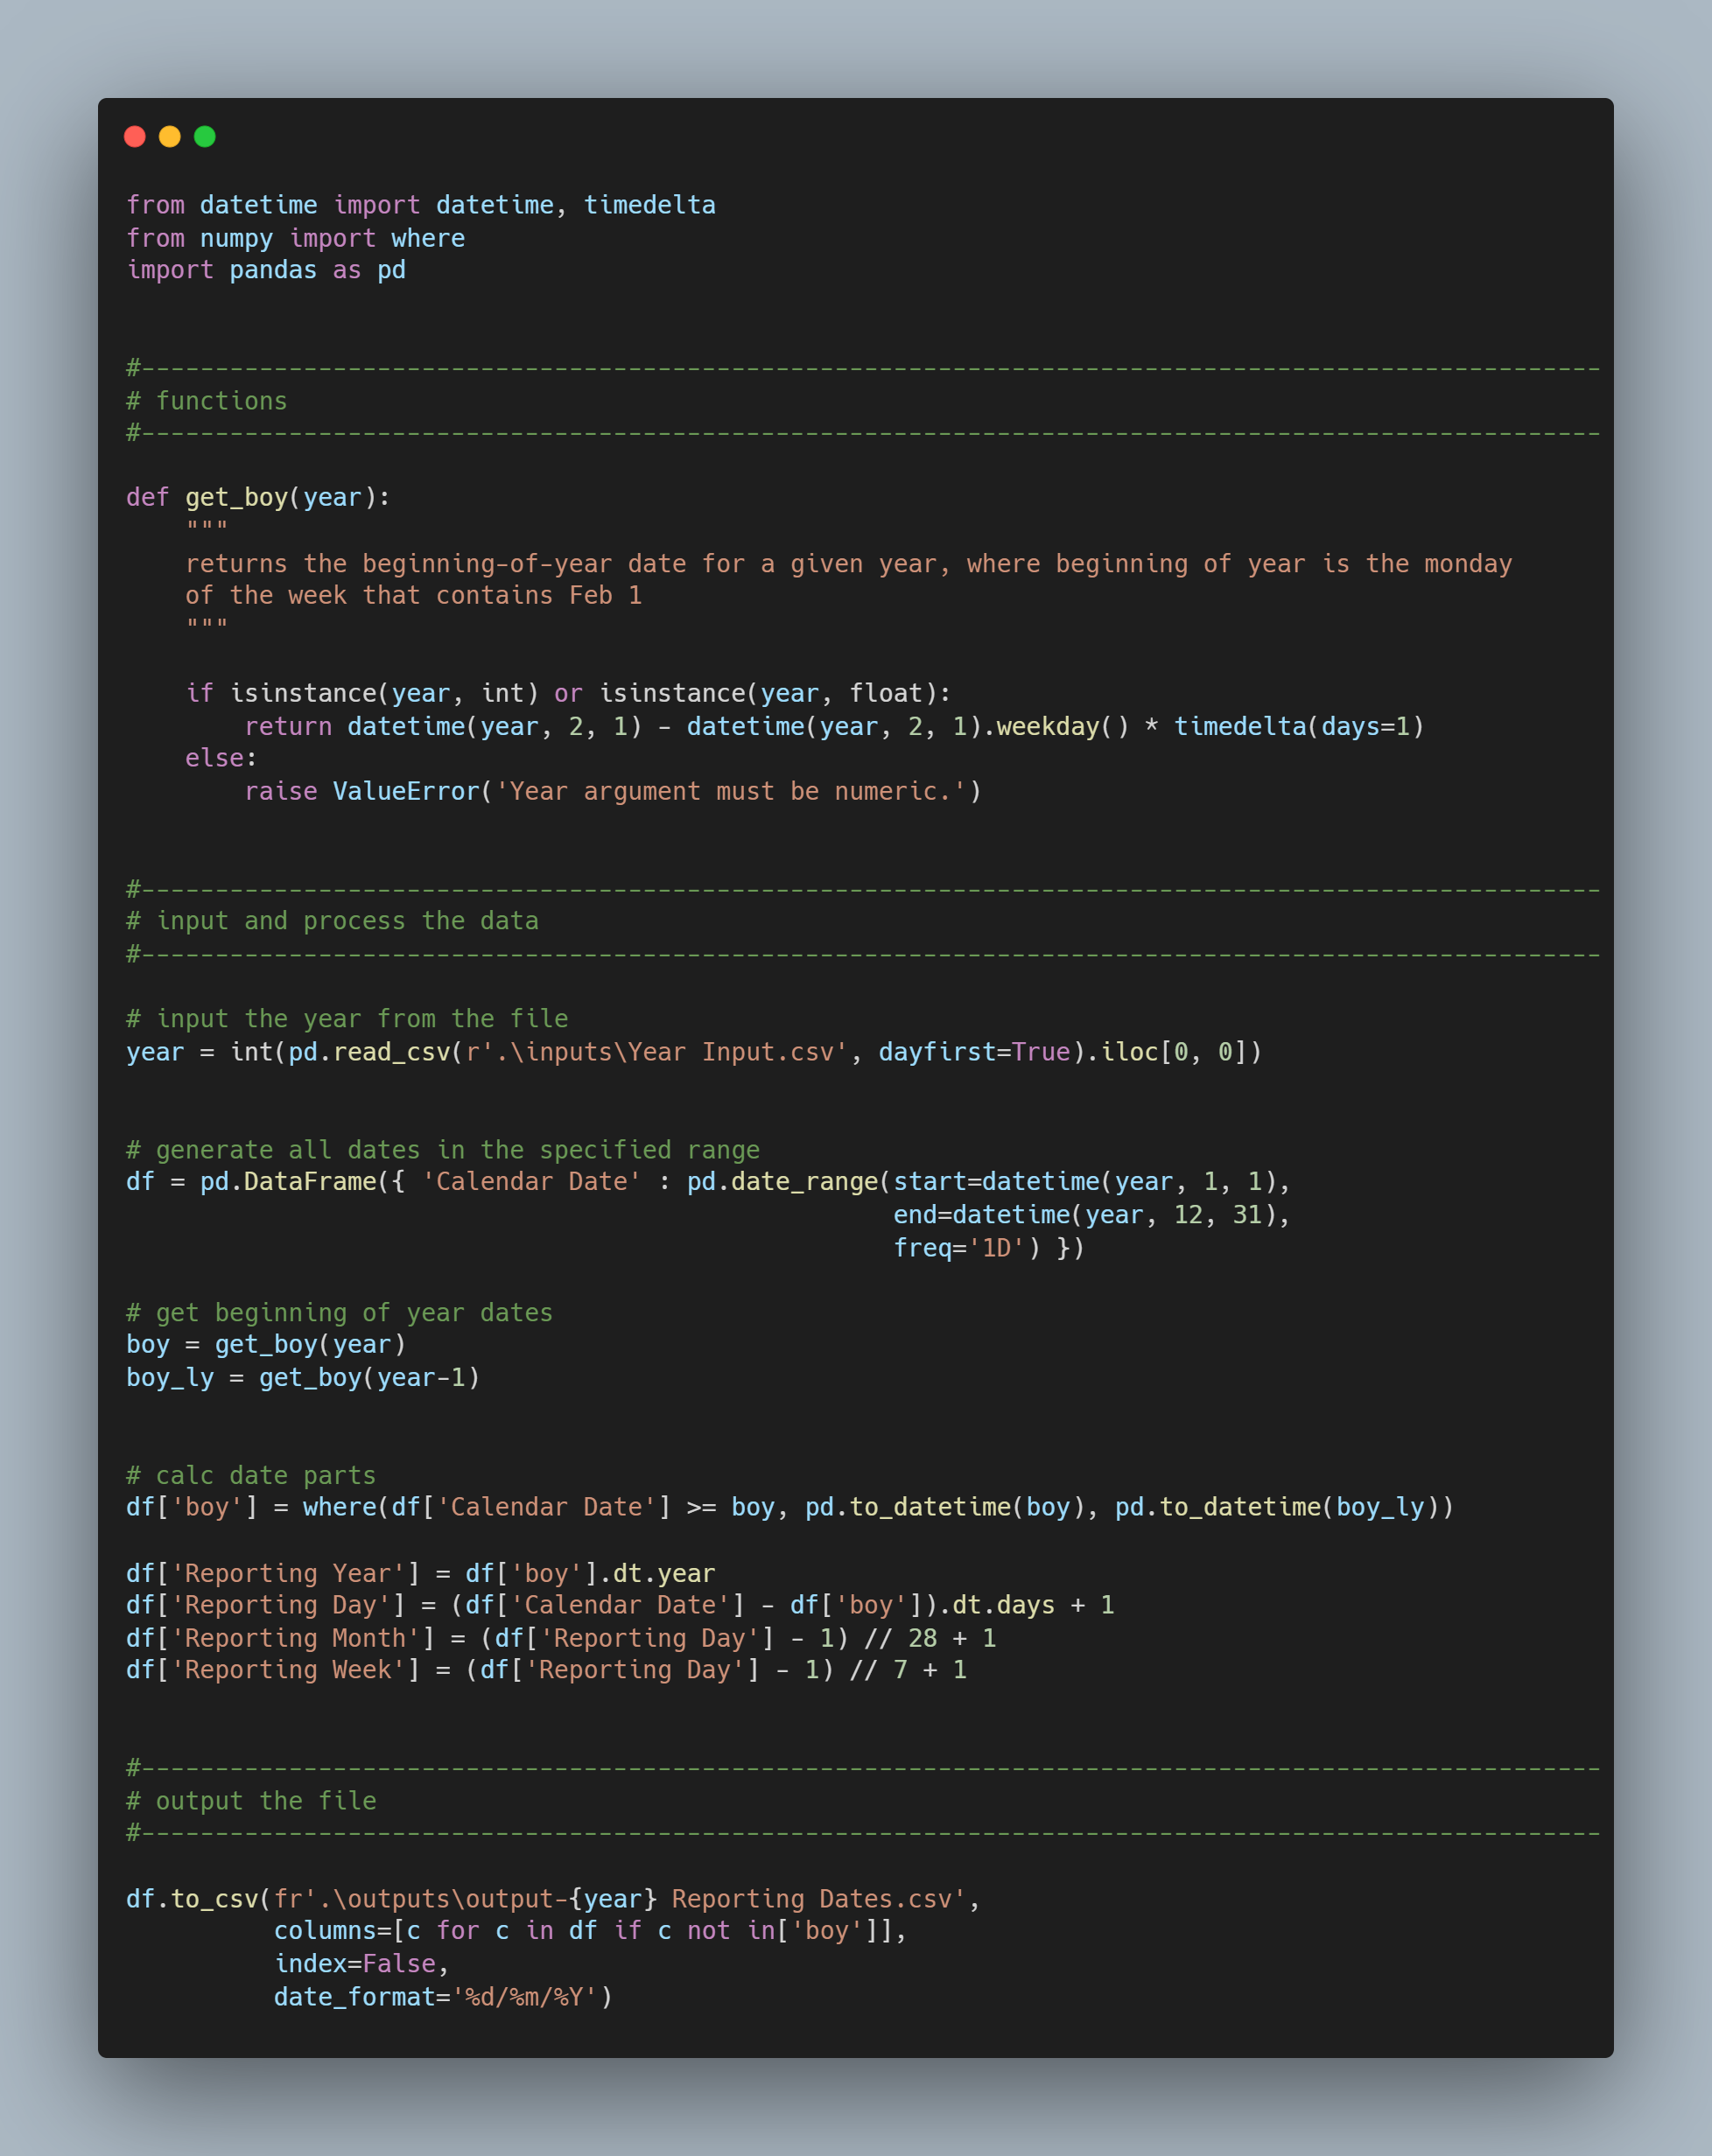 from datetime import datetime, timedelta
from numpy import where
import pandas as pd


#---------------------------------------------------------------------------------------------------
# functions
#---------------------------------------------------------------------------------------------------

def get_boy(year):
    """
    returns the beginning-of-year date for a given year, where beginning of year is the monday
    of the week that contains Feb 1
    """

    if isinstance(year, int) or isinstance(year, float):
        return datetime(year, 2, 1) - datetime(year, 2, 1).weekday() * timedelta(days=1)
    else:
        raise ValueError('Year argument must be numeric.')


#---------------------------------------------------------------------------------------------------
# input and process the data
#---------------------------------------------------------------------------------------------------

# input the year from the file
year = int(pd.read_csv(r'.\inputs\Year Input.csv', dayfirst=True).iloc[0, 0])


# generate all dates in the specified range
df = pd.DataFrame({ 'Calendar Date' : pd.date_range(start=datetime(year, 1, 1),
                                                    end=datetime(year, 12, 31),
                                                    freq='1D') })

# get beginning of year dates
boy = get_boy(year)
boy_ly = get_boy(year-1)


# calc date parts
df['boy'] = where(df['Calendar Date'] >= boy, pd.to_datetime(boy), pd.to_datetime(boy_ly))

df['Reporting Year'] = df['boy'].dt.year
df['Reporting Day'] = (df['Calendar Date'] - df['boy']).dt.days + 1
df['Reporting Month'] = (df['Reporting Day'] - 1) // 28 + 1
df['Reporting Week'] = (df['Reporting Day'] - 1) // 7 + 1


#---------------------------------------------------------------------------------------------------
# output the file
#---------------------------------------------------------------------------------------------------

df.to_csv(fr'.\outputs\output-{year} Reporting Dates.csv',
          columns=[c for c in df if c not in['boy']],
          index=False,
          date_format='%d/%m/%Y')